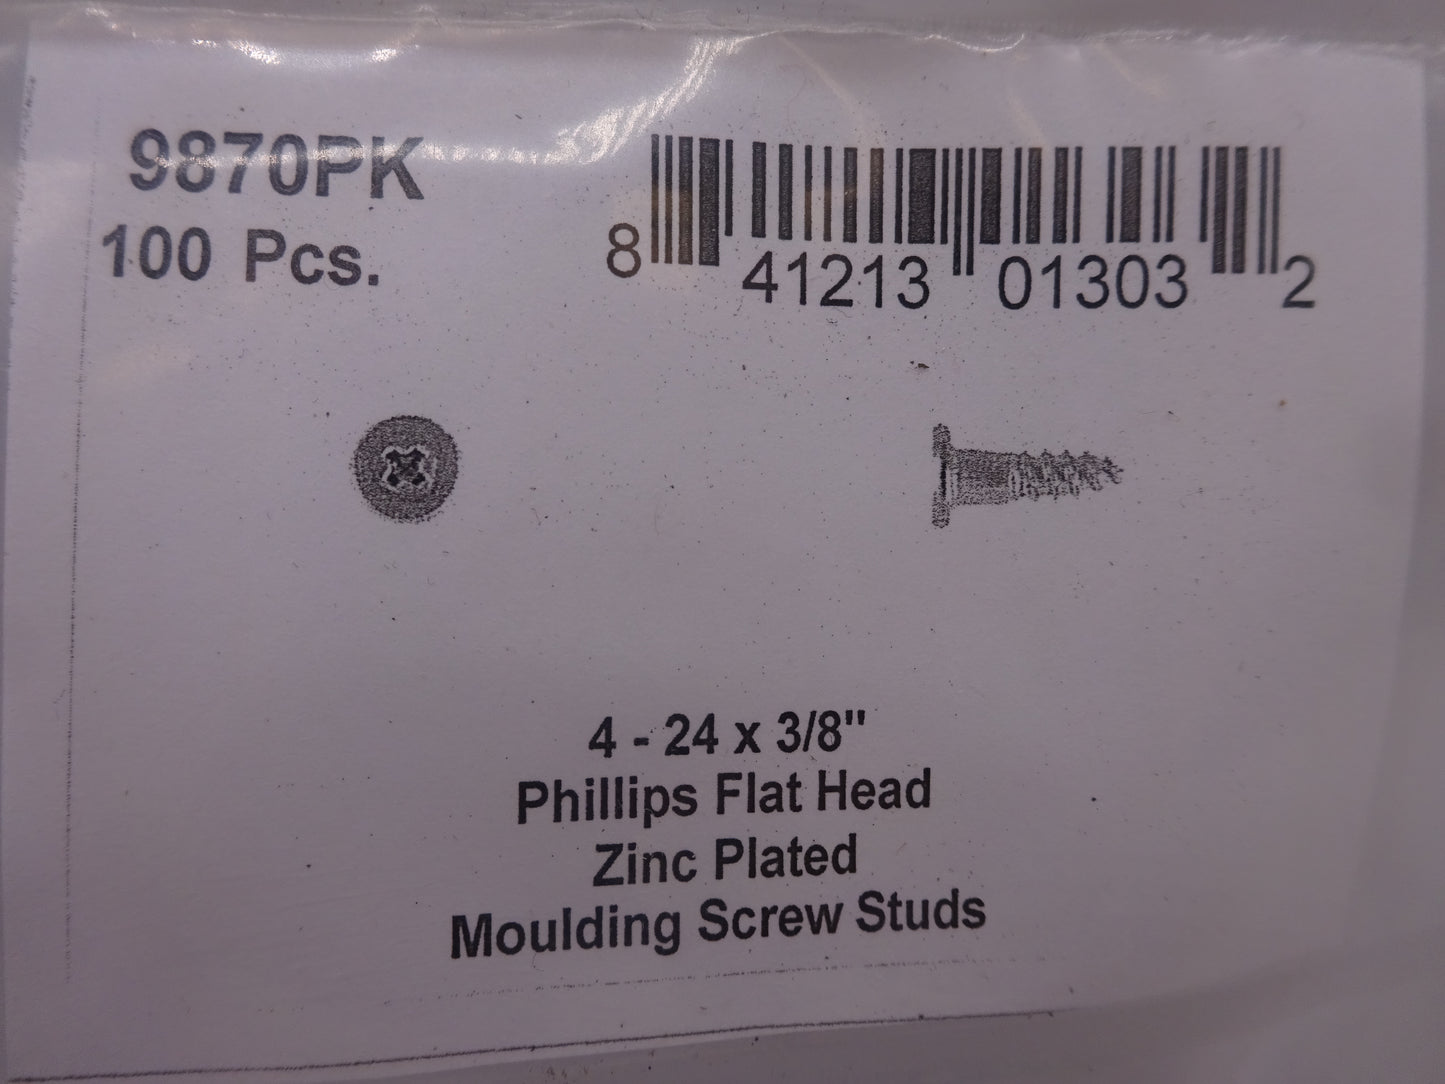 9870PK
100 Pcs.
8 41213 01303 2
4 - 24 x 3/8"
Phillips Flat Head
Zinc Plated
Moulding Screw Studs